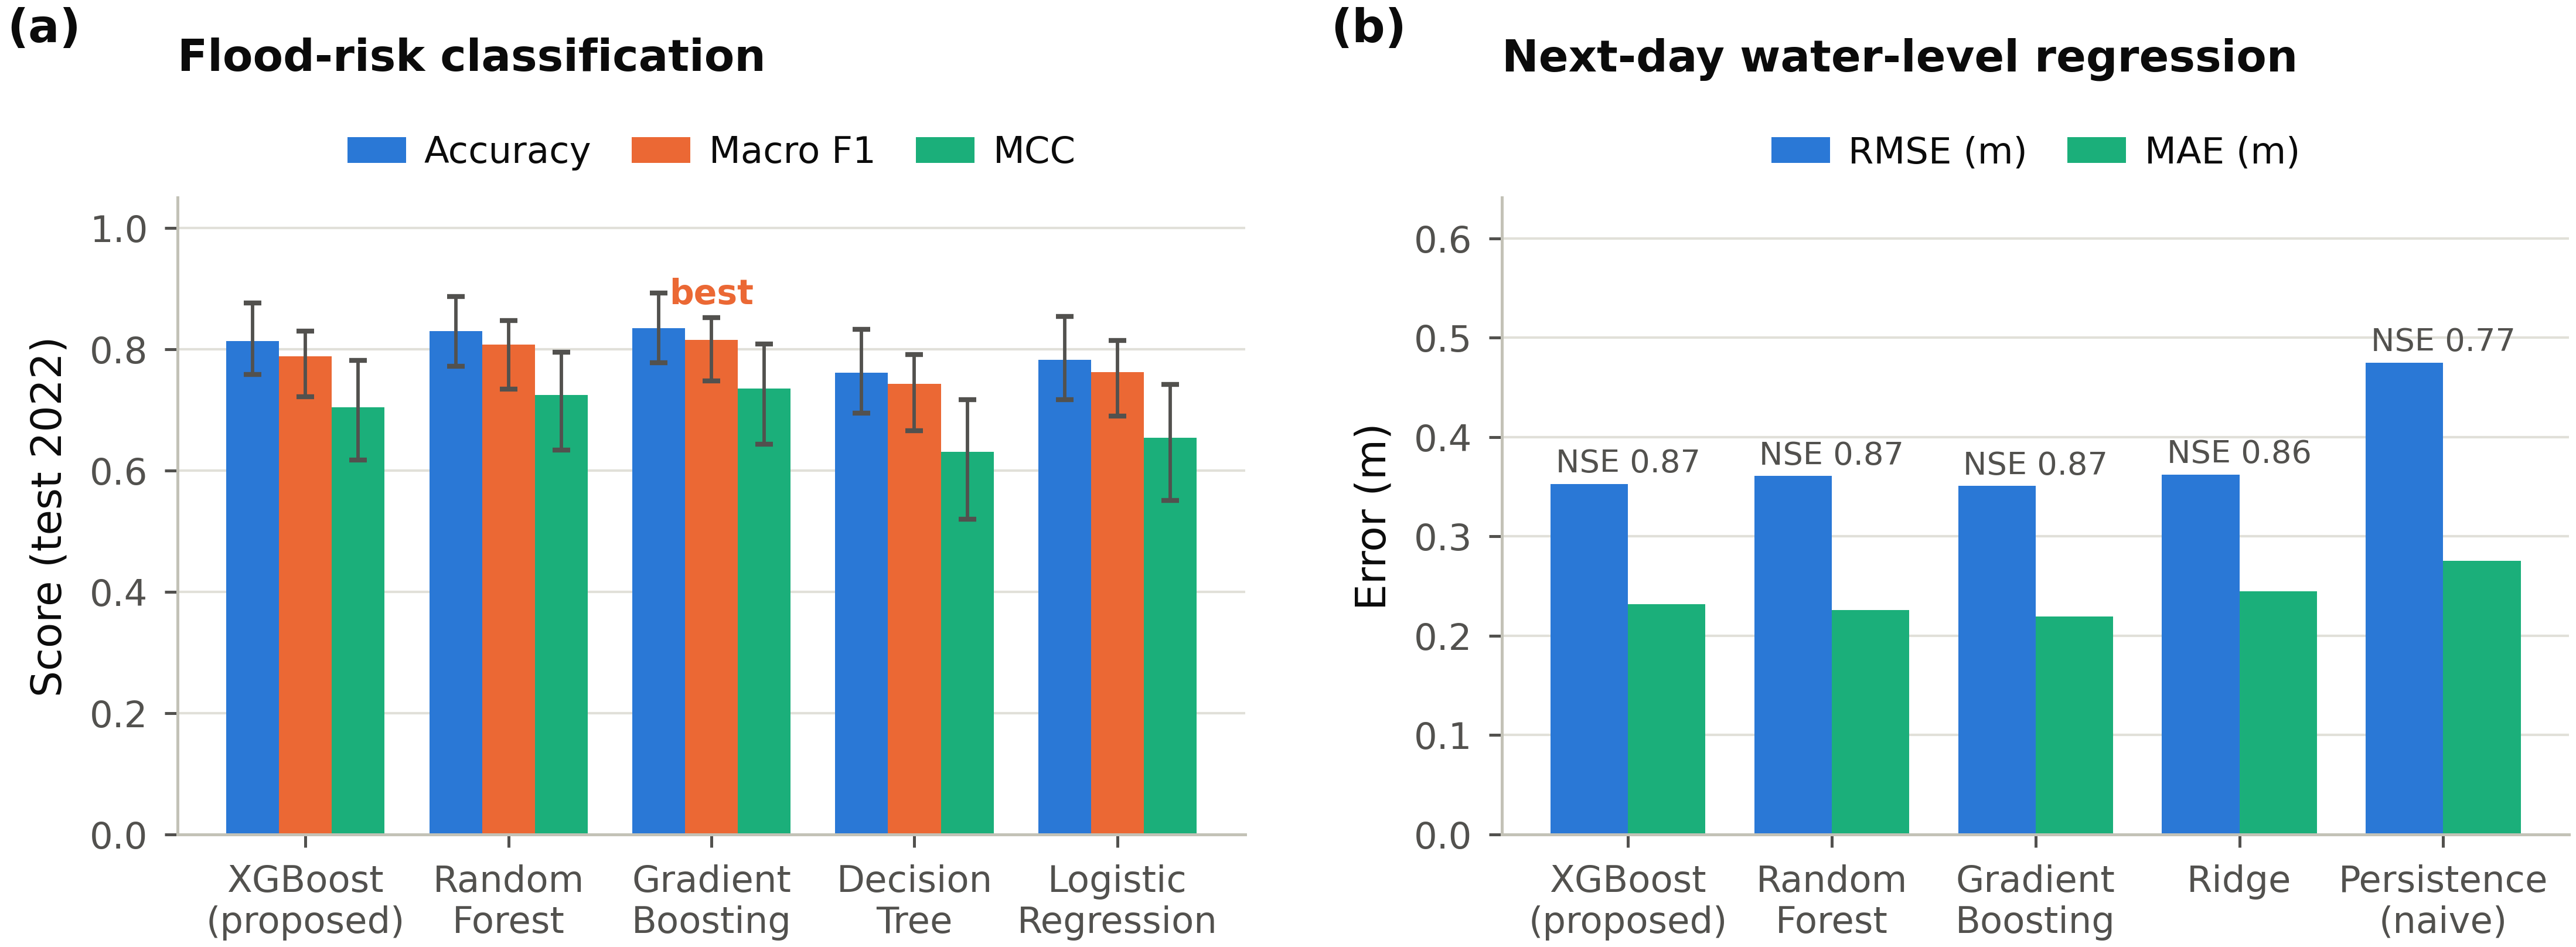 (a)
Flood-risk classification
Accuracy Macro F1 MCC
Score (test 2022)
1.0
0.8
0.6
0.4
0.2
0.0
best
XGBoost
(proposed)
Random
Forest
Gradient
Boosting
Decision
Tree
Logistic
Regression
(b)
Next-day water-level regression
RMSE (m) MAE (m)
Error (m)
0.6
0.5
0.4
0.3
0.2
0.1
0.0
NSE 0.87
NSE 0.87
NSE 0.87
NSE 0.86
NSE 0.77
XGBoost
(proposed)
Random
Forest
Gradient
Boosting
Ridge
Persistence
(naive)